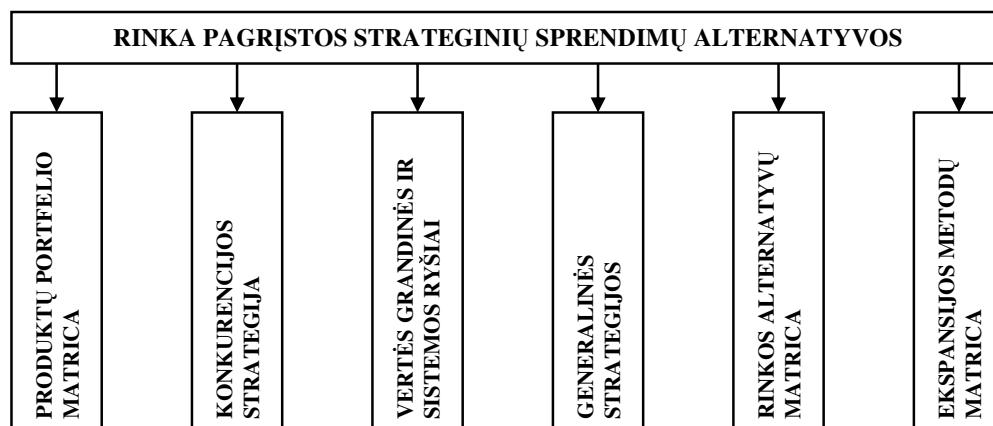 RINKA PAGRĮSTOS STRATEGINIŲ SPRENDIMŲ ALTERNATYVOS
PRODUKTŲ PORTFELIO
MATRICA
KONKURENCIJOS
STRATEGIJA
VERTĖS GRANDINĖS IR
SISTEMOS RYŠIAI
GENERALINĖS
STRATEGIJOS
RINKOS ALTERNATYVŲ
MATRICA
EKSPANSIJOS METODŲ
MATRICA